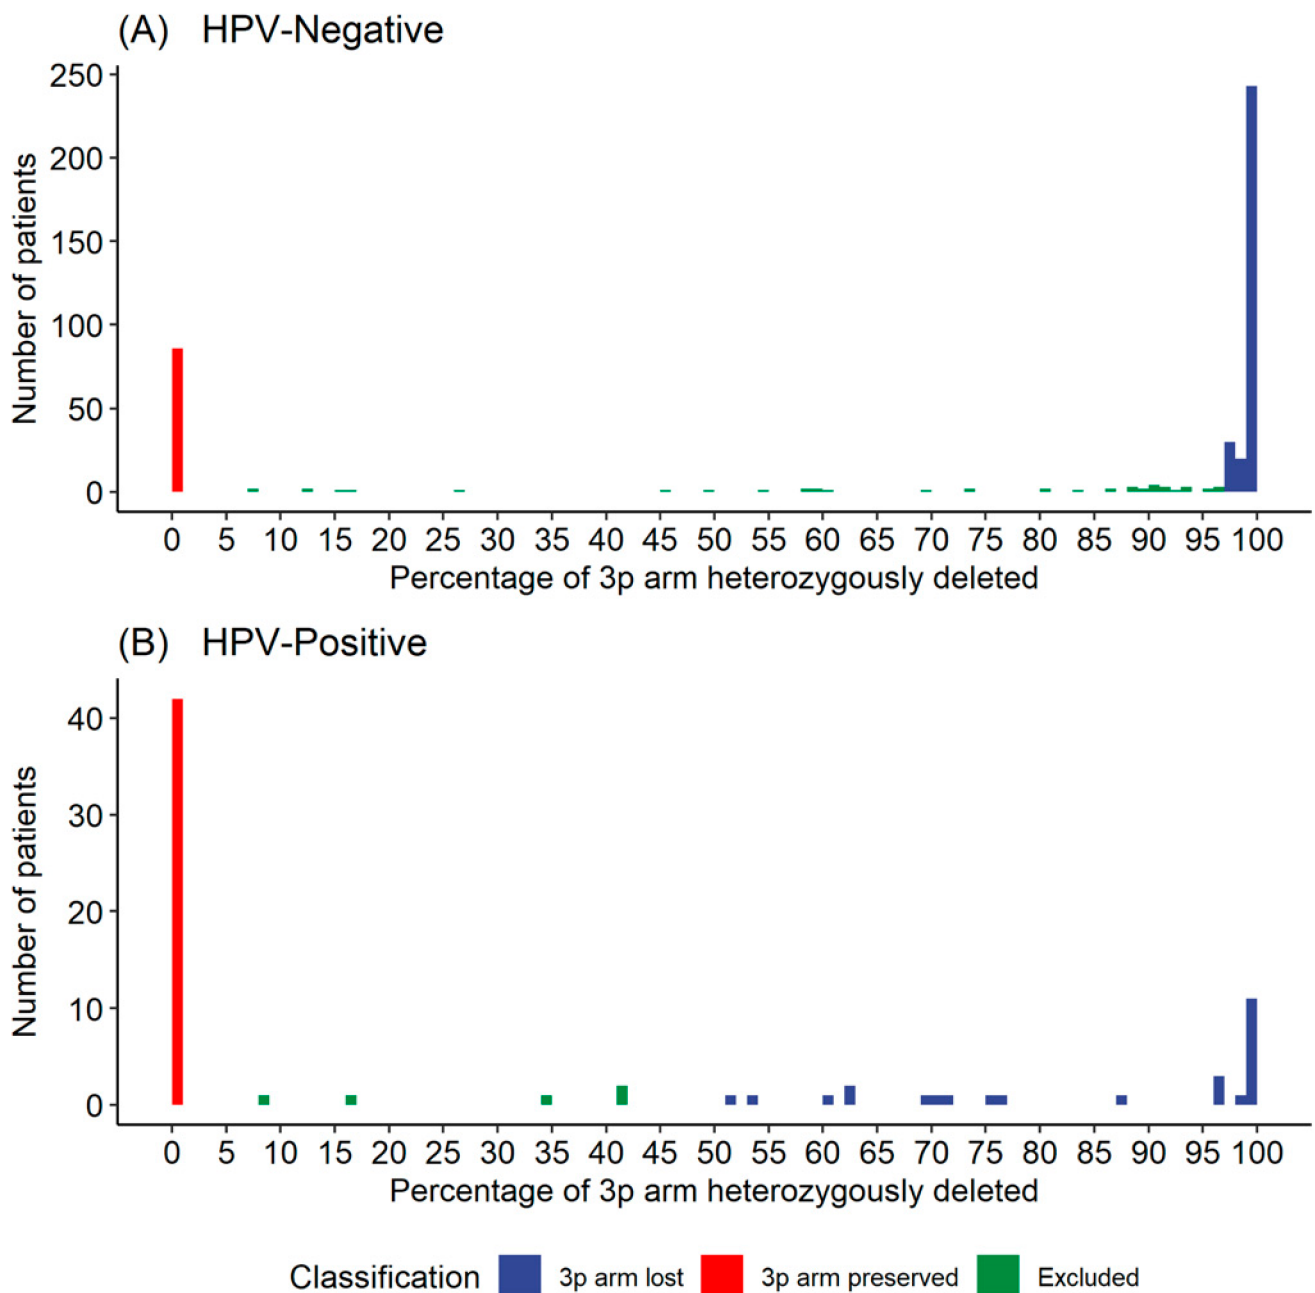 (A) HPV-Negative
250
200
150
100
50
0
Number of patients
0 5 10 15 20 25 30 35 40 45 50 55 60 65 70 75 80 85 90 95 100
Percentage of 3p arm heterozygously deleted
(B) HPV-Positive
40
30
20
10
0
Number of patients
0 5 10 15 20 25 30 35 40 45 50 55 60 65 70 75 80 85 90 95 100
Percentage of 3p arm heterozygously deleted
Classification 3p arm lost 3p arm preserved Excluded